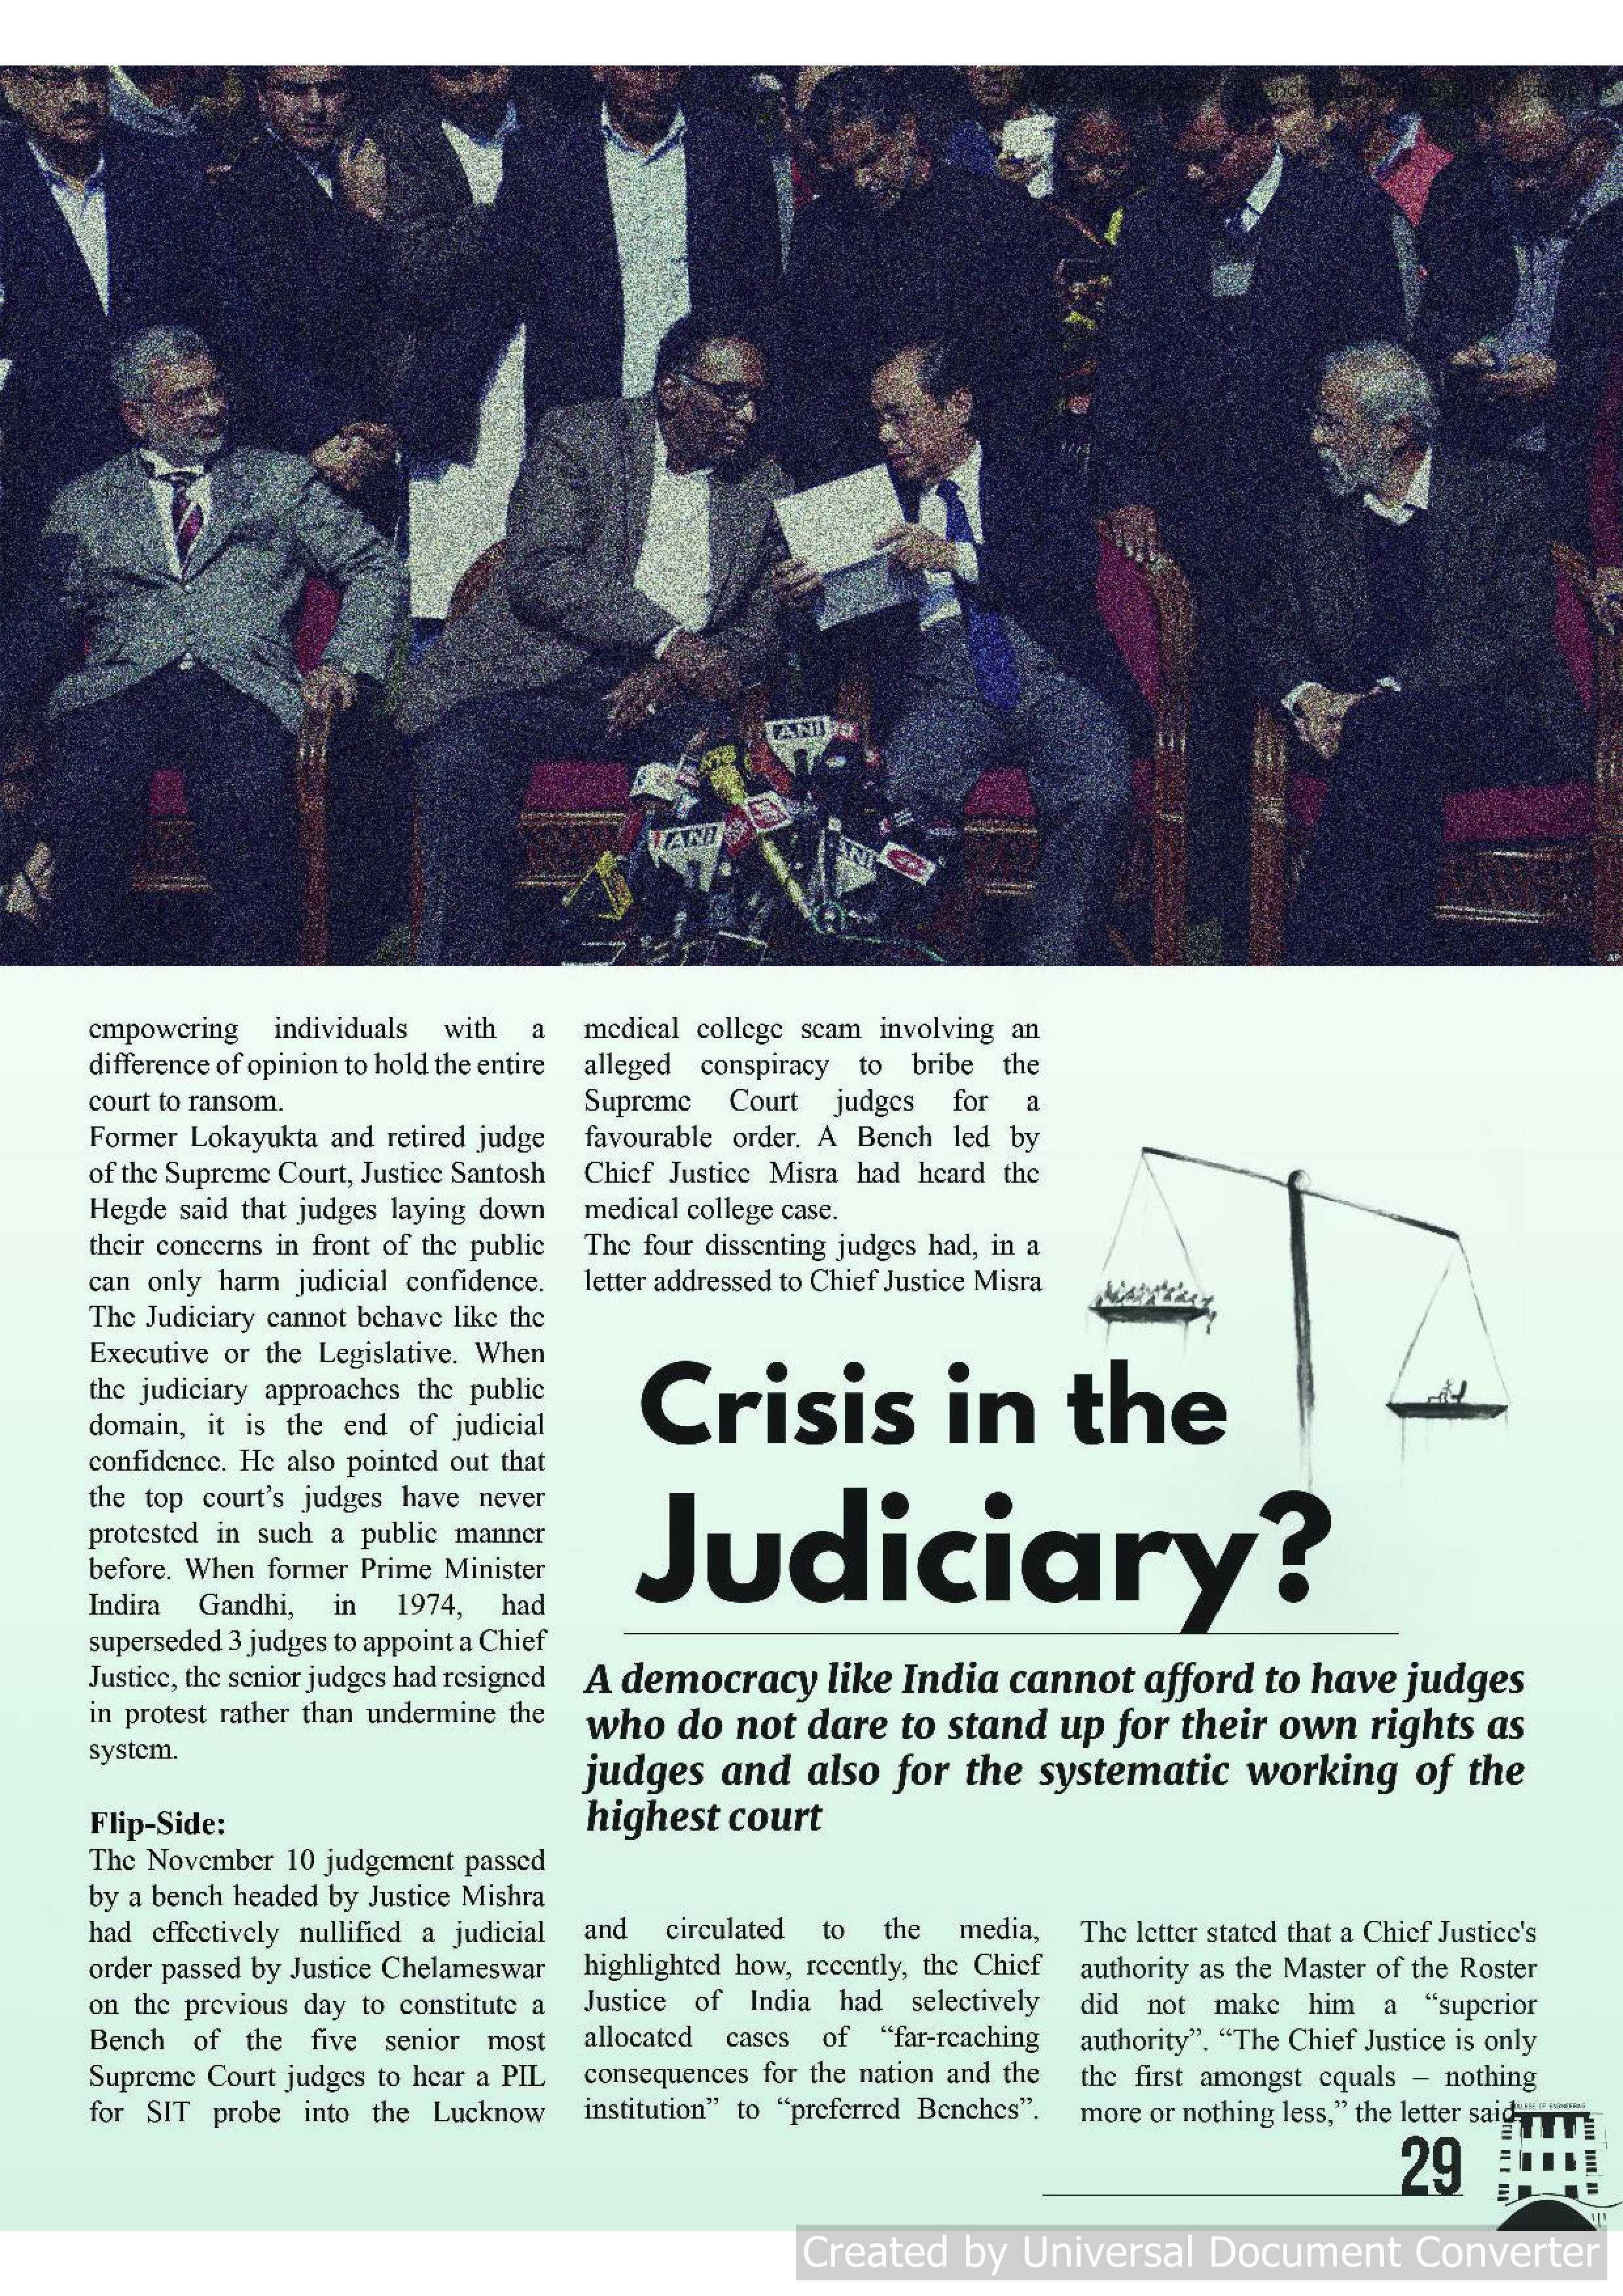 ANI
ANI
ANI
AP
empowering individuals with a
difference of opinion to hold the entire
court to ransom.
Former Lokayukta and retired judge
of the Supreme Court, Justice Santosh
Hegde said that judges laying down
their concerns in front of the public
can only harm judicial confidence.
The Judiciary cannot behave like the
Executive or the Legislative. When
the judiciary approaches the public
domain, it is the end of judicial
confidence. He also pointed out that
the top court's judges have never
protested in such a public manner
before. When former Prime Minister
Indira Gandhi, in 1974, had
superseded 3 judges to appoint a Chief
Justice, the senior judges had resigned
in protest rather than undermine the
system.
Flip-Side:
The November 10 judgement passed
by a bench headed by Justice Mishra
had effectively nullified a judicial
order passed by Justice Chelameswar
on the previous day to constitute a
Bench of the five senior most
Supreme Court judges to hear a PIL
for SIT probe into the Lucknow
medical college scam involving an
alleged conspiracy to bribe the
Supreme Court judges for a
favourable order. A Bench led by
Chief Justice Misra had heard the
medical college case.
The four dissenting judges had, in a
letter addressed to Chief Justice Misra
Crisis in the
Judiciary?
A democracy like India cannot afford to have judges
who do not dare to stand up for their own rights as
judges and also for the systematic working of the
highest court
and circulated to the media,
highlighted how, recently, the Chief
Justice of India had selectively
allocated cases of “far-reaching
consequences for the nation and the
institution” to “preferred Benches”.
The letter stated that a Chief Justice's
authority as the Master of the Roster
did not make him a “superior
authority”. “The Chief Justice is only
the first amongst equals – nothing
more or nothing less,” the letter said.
COLLEGE OF ENGINEERING
29
Created by Universal Document Converter